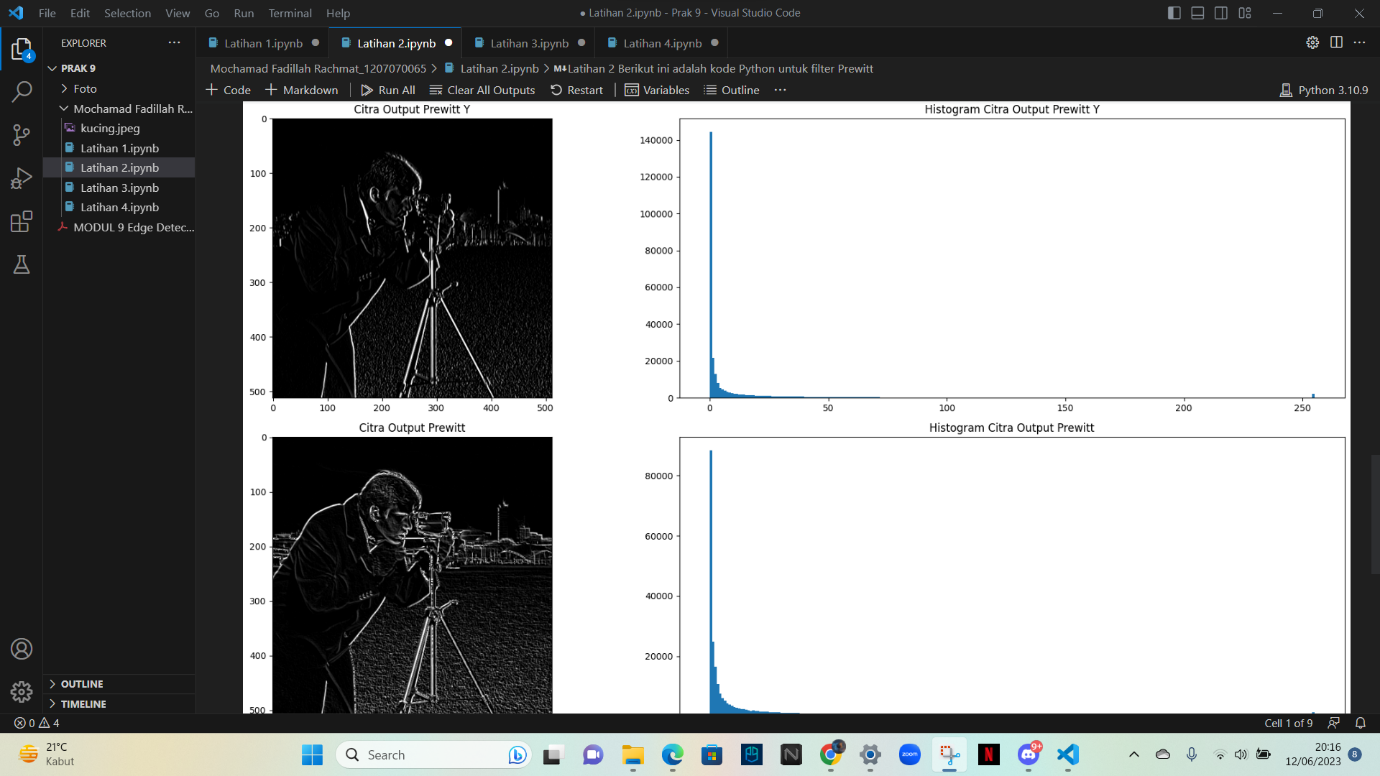 File Edit Selection View Go Run Terminal Help ● Latihan 2.ipynb - Prak 9 - Visual Studio Code
EXPLORER ···
Latihan 1.ipynb ● Latihan 2.ipynb ● Latihan 3.ipynb ● Latihan 4.ipynb ●
4
PRAK 9
Mochamad Fadillah Rachmat_1207070065 > Latihan 2.ipynb > M↓Latihan 2 Berikut ini adalah kode Python untuk filter Prewitt
Foto
+ Code + Markdown Run All Clear All Outputs Restart Variables Outline ··· Python 3.10.9
Mochamad Fadillah R...
kucing.jpeg
Latihan 1.ipynb
Latihan 2.ipynb
Latihan 3.ipynb
Latihan 4.ipynb
MODUL 9 Edge Detec...
Citra Output Prewitt Y
0
100
200
300
400
500
0 100 200 300 400 500
Histogram Citra Output Prewitt Y
140000
120000
100000
80000
60000
40000
20000
0
0 50 100 150 200 250
Citra Output Prewitt
0
100
200
300
400
500
Histogram Citra Output Prewitt
80000
60000
40000
20000
OUTLINE
TIMELINE
0 4 Cell 1 of 9
21°C
Kabut
Search
zoom
N
N
9+
20:16
12/06/2023
8